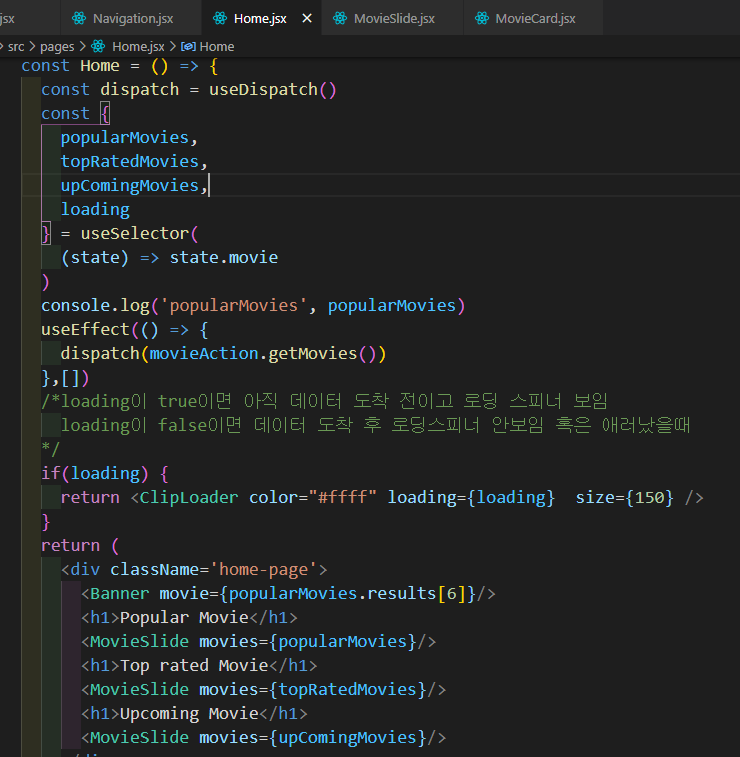 jsx Navigation.jsx Home.jsx × MovieSlide.jsx MovieCard.jsx
> src > pages > Home.jsx > Home
const Home = () => {
const dispatch = useDispatch()
const {
popularMovies,
topRatedMovies,
upComingMovies,
loading
} = useSelector(
(state) => state.movie
)
console.log('popularMovies', popularMovies)
useEffect(() => {
dispatch(movieAction.getMovies())
},[])
/*loading이 true이면 아직 데이터 도착 전이고 로딩 스피너 보임
loading이 false이면 데이터 도착 후 로딩스피너 안보임 혹은 애러났을때
*/
if(loading) {
return <ClipLoader color="#ffff" loading={loading}  size={150} />
}
return (
<div className='home-page'>
<Banner movie={popularMovies.results[6]}/>
<h1>Popular Movie</h1>
<MovieSlide movies={popularMovies}/>
<h1>Top rated Movie</h1>
<MovieSlide movies={topRatedMovies}/>
<h1>Upcoming Movie</h1>
<MovieSlide movies={upComingMovies}/>